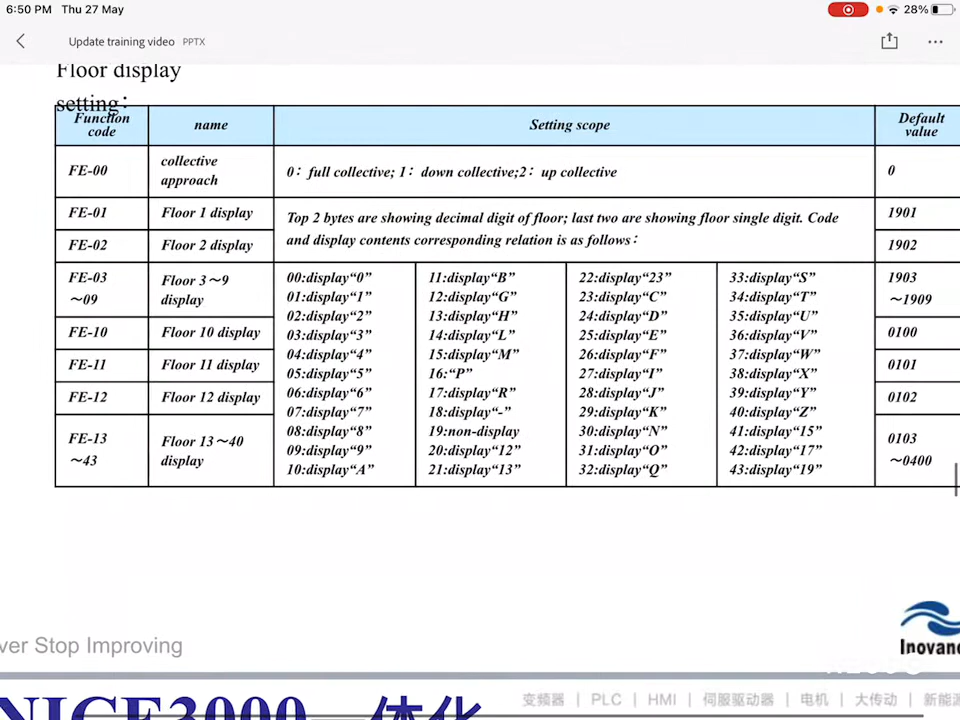 6:50 PM Thu 27 May
28%
Update training video PPTX
Floor display
setting：
Function code name Setting scope Default value
FE-00 collective approach 0：full collective; 1：down collective;2：up collective 0
FE-01 Floor 1 display Top 2 bytes are showing decimal digit of floor; last two are showing floor single digit. Code 1901
FE-02 Floor 2 display and display contents corresponding relation is as follows： 1902
FE-03 ～09 Floor 3～9 display 1903 ～1909
FE-10 Floor 10 display 0100
FE-11 Floor 11 display 0101
FE-12 Floor 12 display 0102
FE-13 ～43 Floor 13～40 display 0103 ～0400
00:display“0” 11:display“B” 22:display“23” 33:display“S”
01:display“1” 12:display“G” 23:display“C” 34:display“T”
02:display“2” 13:display“H” 24:display“D” 35:display“U”
03:display“3” 14:display“L” 25:display“E” 36:display“V”
04:display“4” 15:display“M” 26:display“F” 37:display“W”
05:display“5” 16:“P” 27:display“I” 38:display“X”
06:display“6” 17:display“R” 28:display“J” 39:display“Y”
07:display“7” 18:display“-” 29:display“K” 40:display“Z”
08:display“8” 19:non-display 30:display“N” 41:display“15”
09:display“9” 20:display“12” 31:display“O” 42:display“17”
10:display“A” 21:display“13” 32:display“Q” 43:display“19”
ver Stop Improving
Inovanc
NICE3000一体化
变频器 | PLC | HMI | 伺服驱动器 | 电机 | 大传动 | 新能源